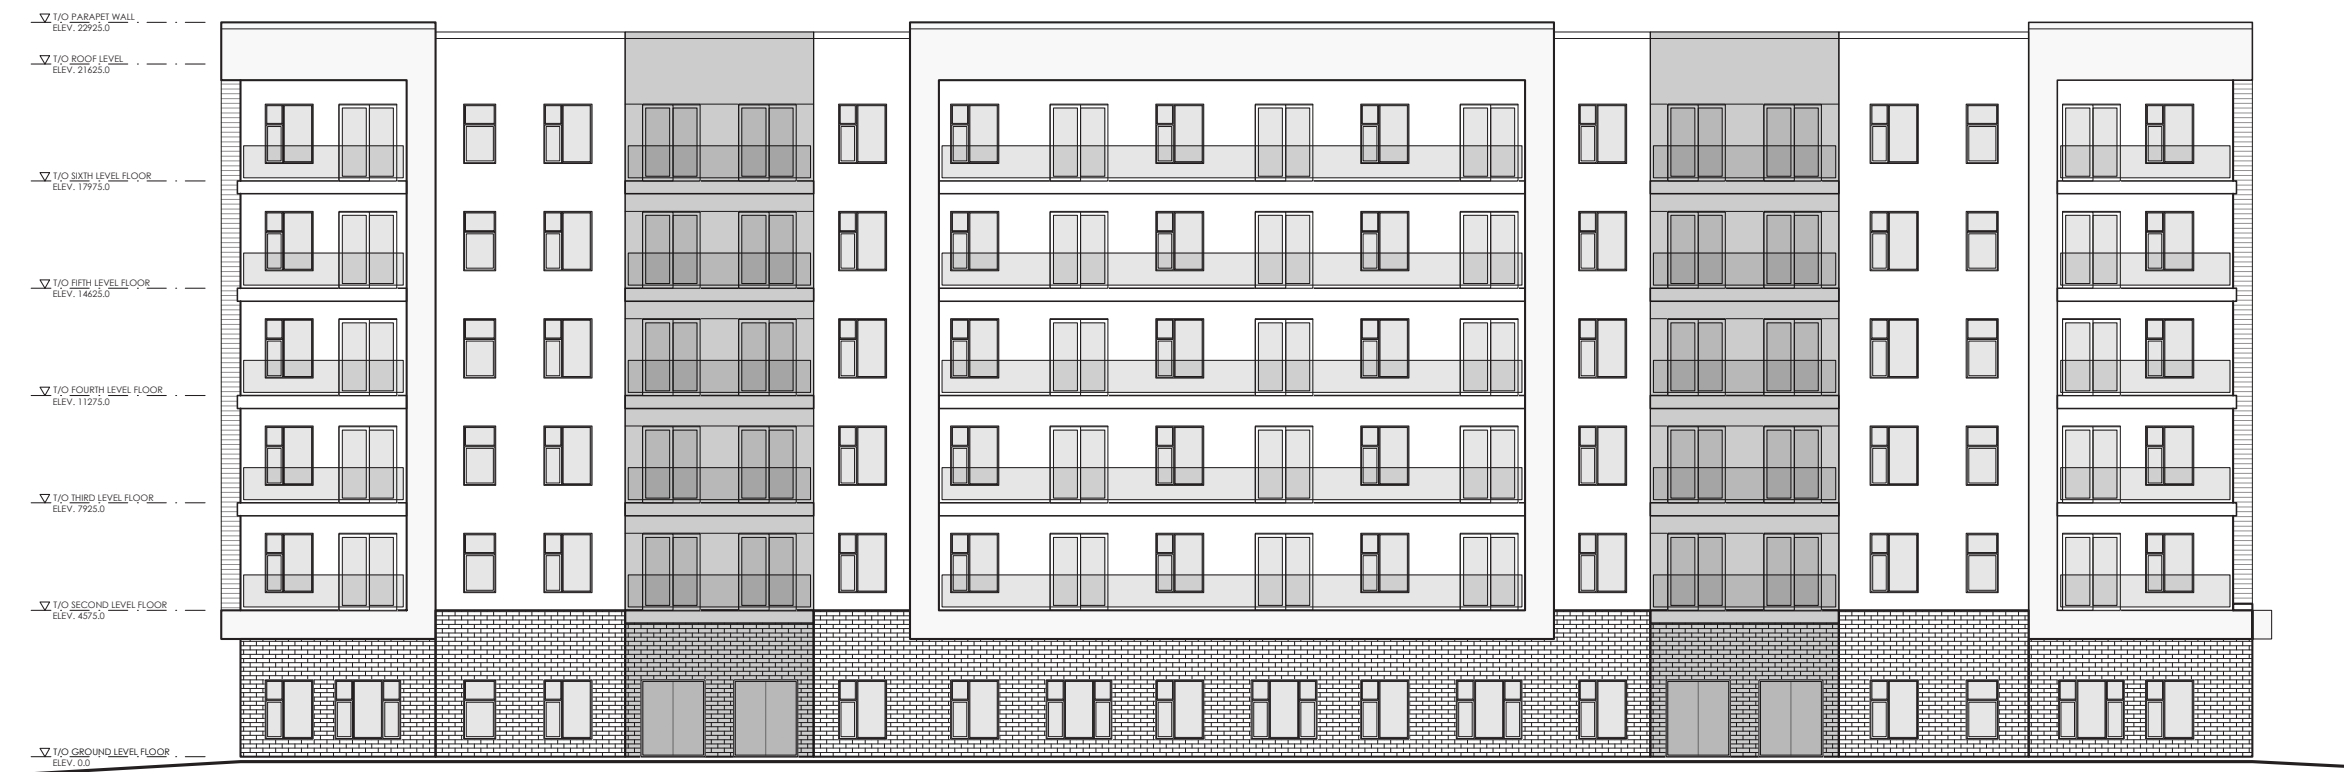 T/O PARAPET WALL
ELEV. 22925.0
T/O ROOF LEVEL
ELEV. 21625.0
T/O SIXTH LEVEL FLOOR
ELEV. 17975.0
T/O FIFTH LEVEL FLOOR
ELEV. 14625.0
T/O FOURTH LEVEL FLOOR
ELEV. 11275.0
T/O THIRD LEVEL FLOOR
ELEV. 7925.0
T/O SECOND LEVEL FLOOR
ELEV. 4575.0
T/O GROUND LEVEL FLOOR
ELEV. 0.0